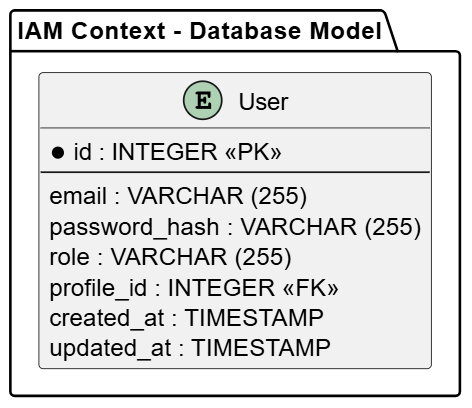 IAM Context - Database Model
E User
● id : INTEGER «PK»
email : VARCHAR (255)
password_hash : VARCHAR (255)
role : VARCHAR (255)
profile_id : INTEGER «FK»
created_at : TIMESTAMP
updated_at : TIMESTAMP